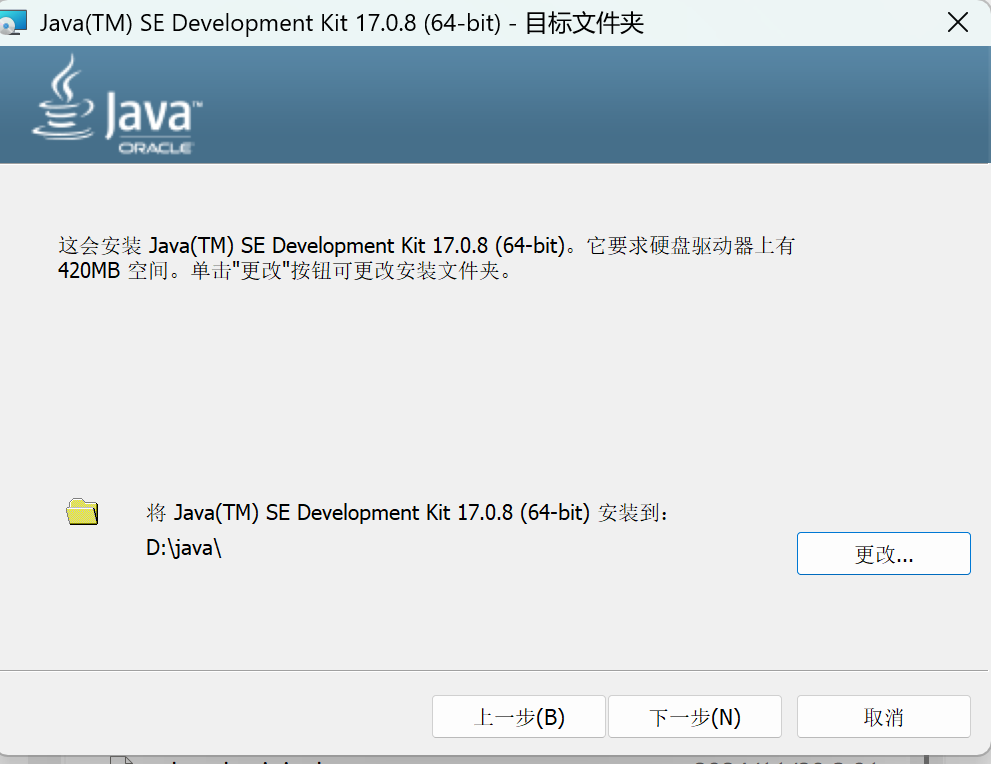 Java(TM) SE Development Kit 17.0.8 (64-bit) - 目标文件夹
Java™
ORACLE
这会安装 Java(TM) SE Development Kit 17.0.8 (64-bit)。它要求硬盘驱动器上有
420MB 空间。单击"更改"按钮可更改安装文件夹。
将 Java(TM) SE Development Kit 17.0.8 (64-bit) 安装到:
D:\java\
更改...
上一步(B) 下一步(N) 取消